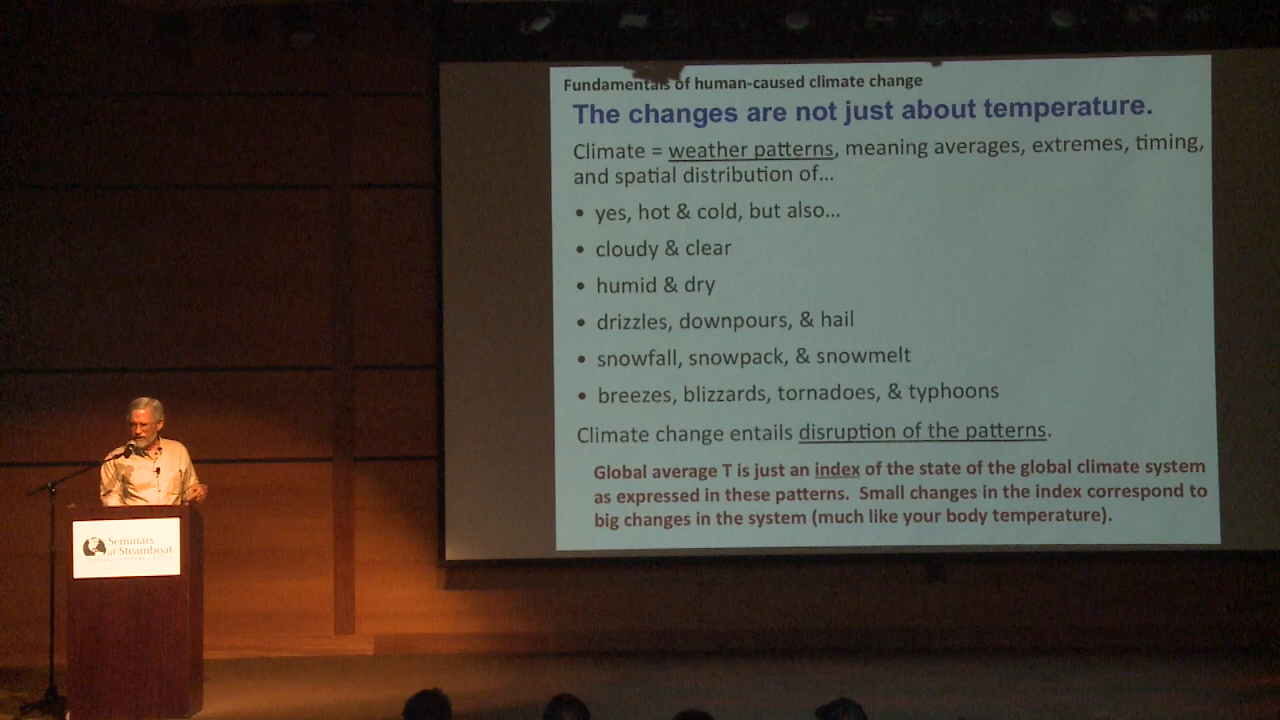 Fundamentals of human-caused climate change
The changes are not just about temperature.
Climate = weather patterns, meaning averages, extremes, timing,
and spatial distribution of...
• yes, hot & cold, but also...
• cloudy & clear
• humid & dry
• drizzles, downpours, & hail
• snowfall, snowpack, & snowmelt
• breezes, blizzards, tornadoes, & typhoons
Climate change entails disruption of the patterns.
Global average T is just an index of the state of the global climate system
as expressed in these patterns. Small changes in the index correspond to
big changes in the system (much like your body temperature).
Seminars
at Steamboat